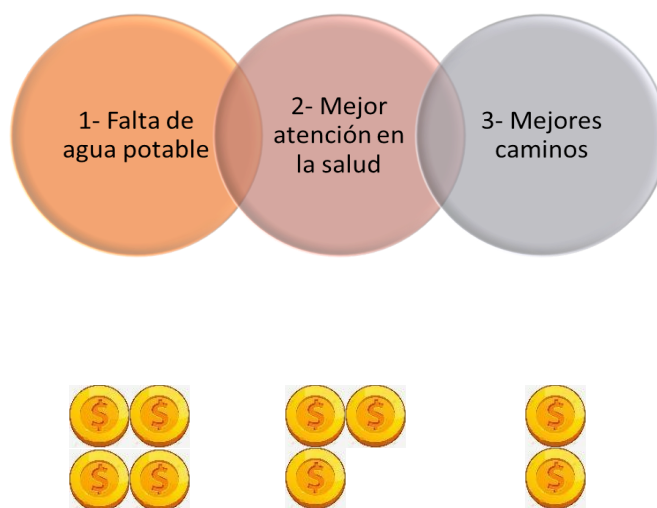 1- Falta de
agua potable
2- Mejor
atención en
la salud
3- Mejores
caminos